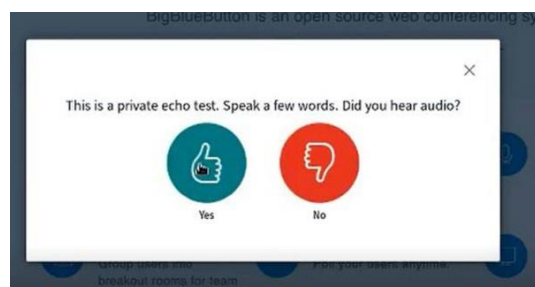 BigBlueButton is an open source web conferencing sy
This is a private echo test. Speak a few words. Did you hear audio?
Yes
No
Group users into
Poll your users anytime.
breakout rooms for team